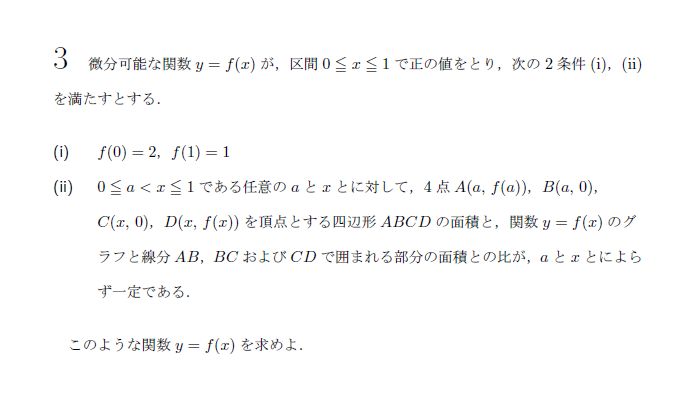 3 微分可能な関数 y = f(x) が，区間 0 ≦ x ≦ 1 で正の値をとり，次の 2 条件 (i)，(ii)
を満たすとする．
(i) f(0) = 2，f(1) = 1
(ii) 0 ≦ a < x ≦ 1 である任意の a と x とに対して，4 点 A(a, f(a))，B(a, 0)，
C(x, 0)，D(x, f(x)) を頂点とする四辺形 ABCD の面積と，関数 y = f(x) のグ
ラフと線分 AB，BC および CD で囲まれる部分の面積との比が，a と x とによら
ず一定である．
このような関数 y = f(x) を求めよ．